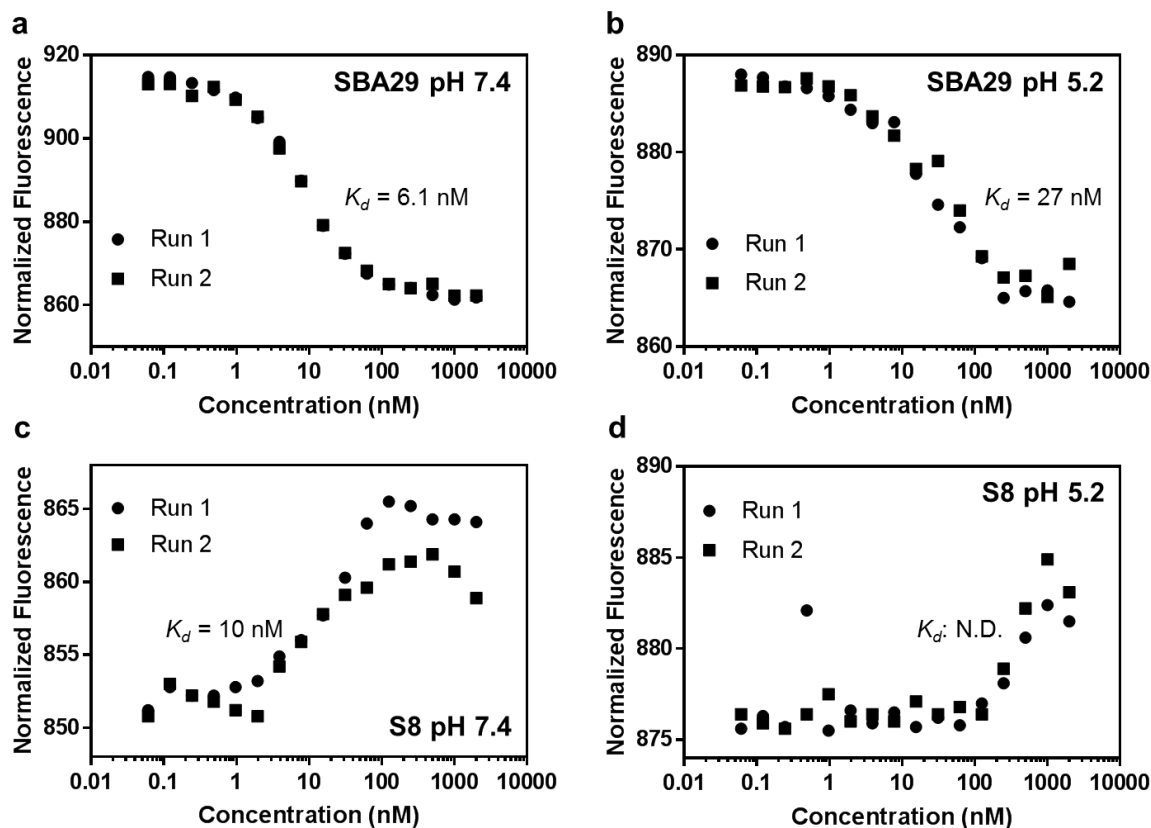 a
SBA29 pH 7.4
Normalized Fluorescence
920
900
880
860
Kd = 6.1 nM
Run 1
Run 2
0.01 0.1 1 10 100 1000 10000
Concentration (nM)
b
SBA29 pH 5.2
Normalized Fluorescence
890
880
870
860
Kd = 27 nM
Run 1
Run 2
0.01 0.1 1 10 100 1000 10000
Concentration (nM)
c
Normalized Fluorescence
865
860
855
850
Run 1
Run 2
Kd = 10 nM
S8 pH 7.4
0.01 0.1 1 10 100 1000 10000
Concentration (nM)
d
S8 pH 5.2
Normalized Fluorescence
890
885
880
875
Run 1
Run 2
Kd: N.D.
0.01 0.1 1 10 100 1000 10000
Concentration (nM)